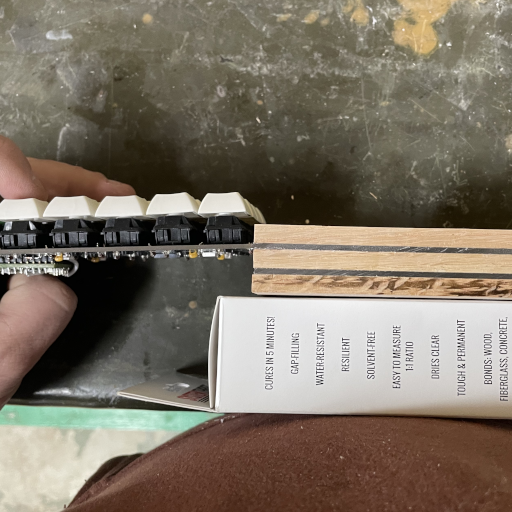 CURES IN 5 MINUTES!
GAP-FILLING
WATER-RESISTANT
RESILIENT
SOLVENT-FREE
EASY TO MEASURE
1:1 RATIO
DRIES CLEAR
TOUGH & PERMANENT
BONDS: WOOD,
FIBERGLASS, CONCRETE,